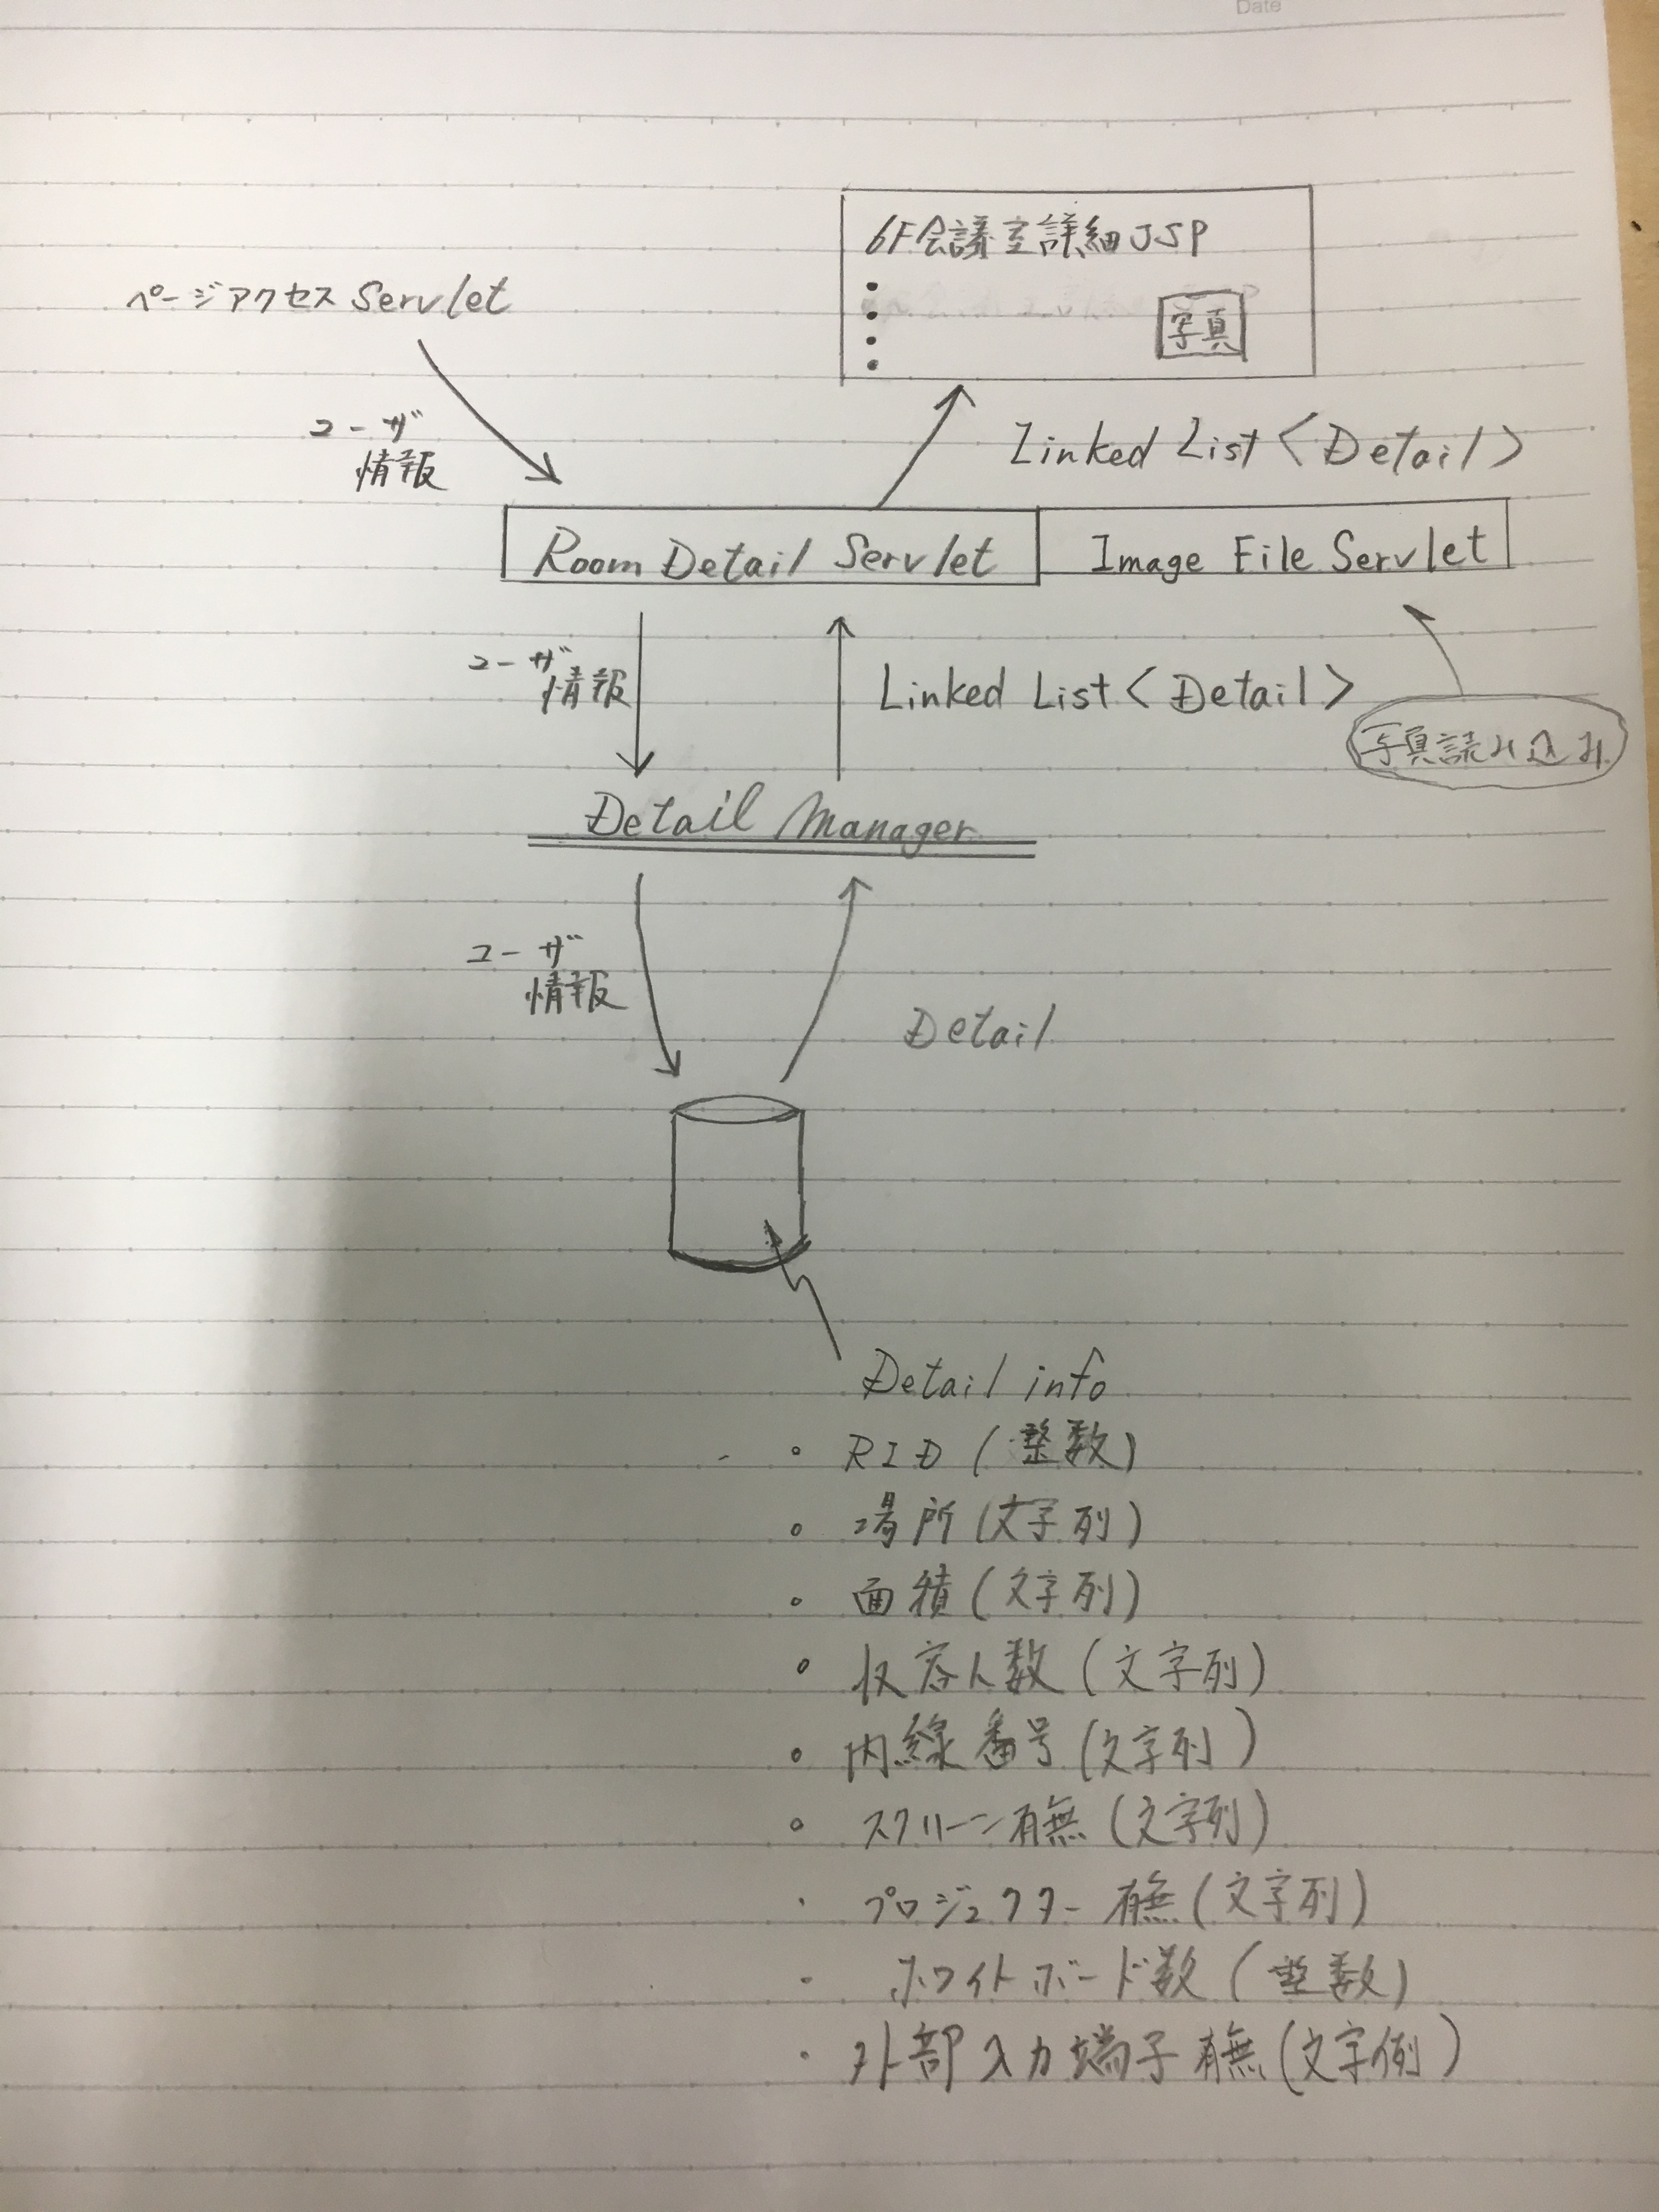 Date
6F会議室詳細JSP
ページアクセスServlet
写真
ユーザ
情報
Linked List<Detail>
Room Detail Servlet
Image File Servlet
ユーザ
情報
Linked List<Detail>
写真読み込み
Detail Manager
ユーザ
情報
Detail
Detail info
。RID (整数)
。場所(文字列)
。面積(文字列)
。収容人数(文字列)
。内線番号(文字列)
。スクリーン有無(文字列)
・プロジェクター有無(文字列)
・ホワイトボード数(整数)
・外部入力端子有無(文字例)